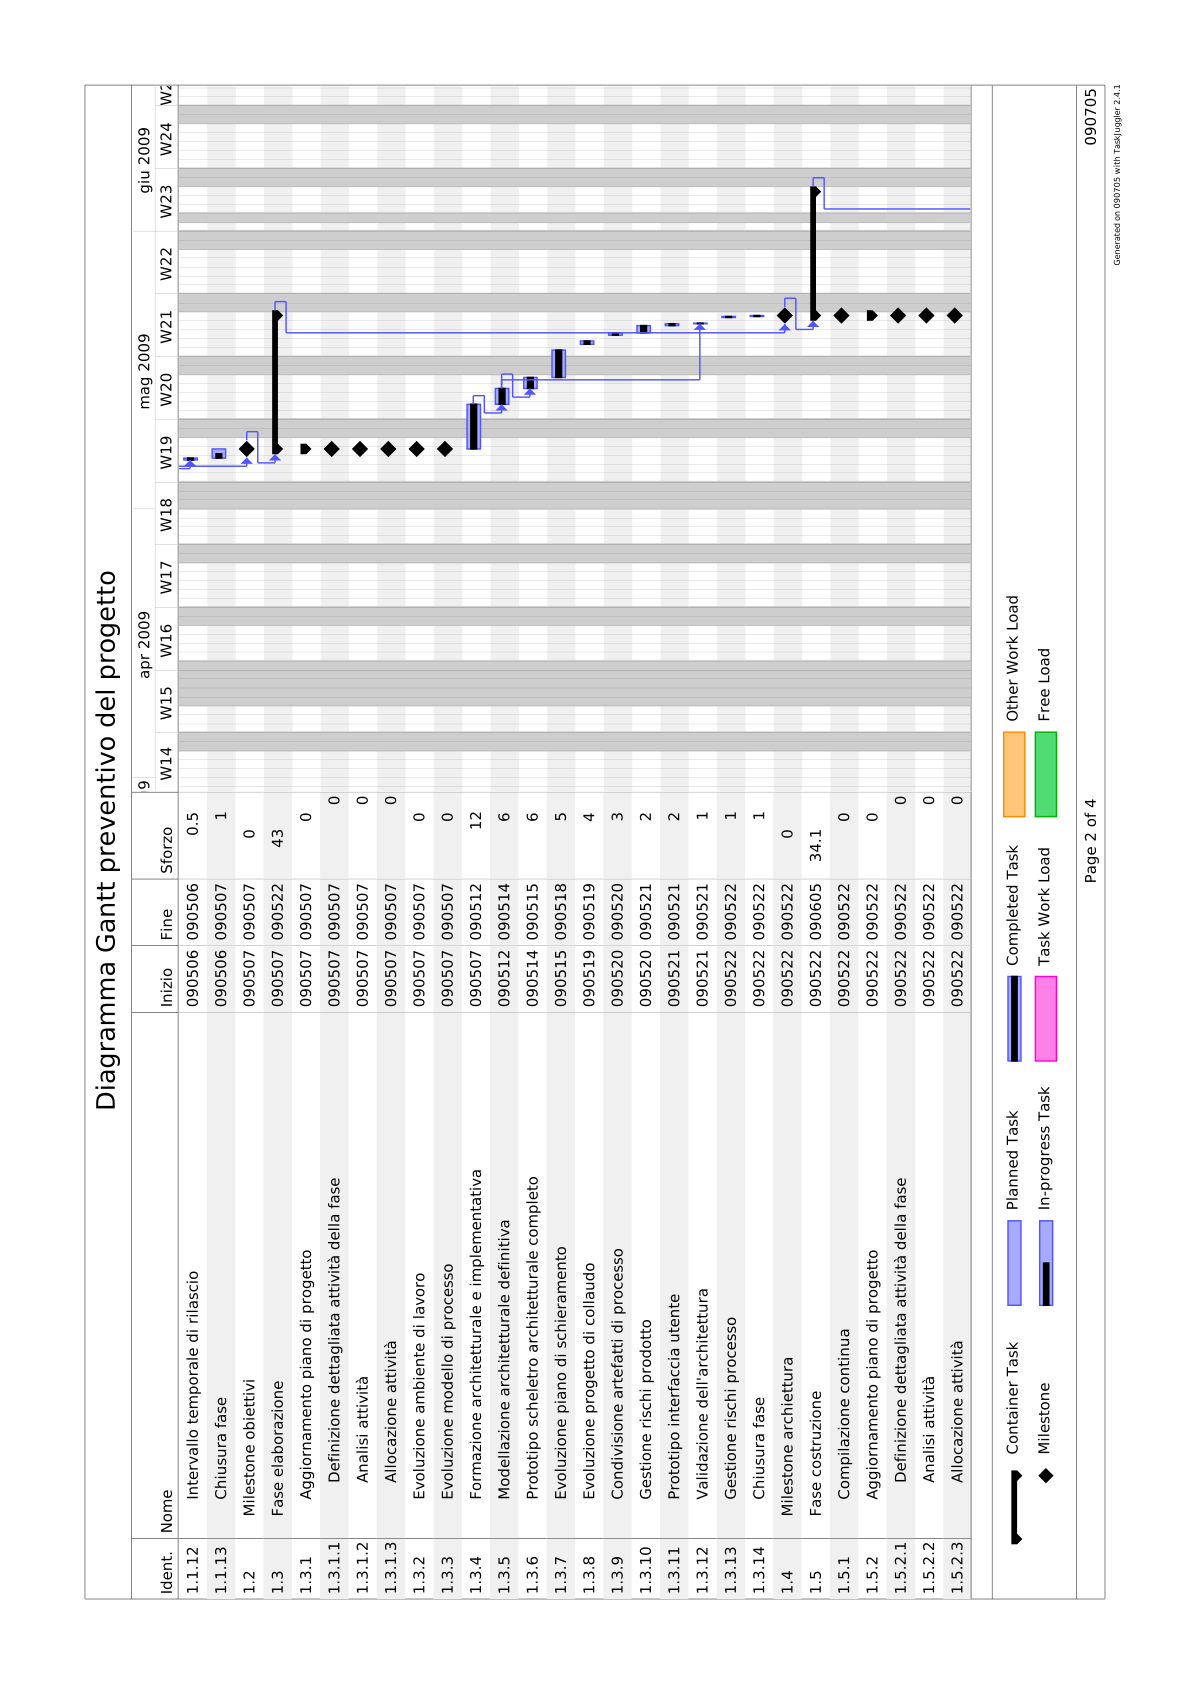 Diagramma Gantt preventivo del progetto
9 apr 2009 mag 2009 giu 2009
Ident. Nome Inizio Fine Sforzo W14 W15 W16 W17 W18 W19 W20 W21 W22 W23 W24
1.1.12 Intervallo temporale di rilascio 090506 090506 0.5
1.1.13 Chiusura fase 090506 090507 1
1.2 Milestone obiettivi 090507 090507 0
1.3 Fase elaborazione 090507 090522 43
1.3.1 Aggiornamento piano di progetto 090507 090507 0
1.3.1.1 Definizione dettagliata attività della fase 090507 090507 0
1.3.1.2 Analisi attività 090507 090507 0
1.3.1.3 Allocazione attività 090507 090507 0
1.3.2 Evoluzione ambiente di lavoro 090507 090507 0
1.3.3 Evoluzione modello di processo 090507 090507 0
1.3.4 Formazione architetturale e implementativa 090507 090512 12
1.3.5 Modellazione architetturale definitiva 090512 090514 6
1.3.6 Prototipo scheletro architetturale completo 090514 090515 6
1.3.7 Evoluzione piano di schieramento 090515 090518 5
1.3.8 Evoluzione progetto di collaudo 090519 090519 4
1.3.9 Condivisione artefatti di processo 090520 090520 3
1.3.10 Gestione rischi prodotto 090520 090521 2
1.3.11 Prototipo interfaccia utente 090521 090521 2
1.3.12 Validazione dell'architettura 090521 090521 1
1.3.13 Gestione rischi processo 090522 090522 1
1.3.14 Chiusura fase 090522 090522 1
1.4 Milestone archiettura 090522 090522 0
1.5 Fase costruzione 090522 090605 34.1
1.5.1 Compilazione continua 090522 090522 0
1.5.2 Aggiornamento piano di progetto 090522 090522 0
1.5.2.1 Definizione dettagliata attività della fase 090522 090522 0
1.5.2.2 Analisi attività 090522 090522 0
1.5.2.3 Allocazione attività 090522 090522 0
Container Task Planned Task Completed Task Other Work Load
Milestone In-progress Task Task Work Load Free Load
Page 2 of 4 090705
Generated on 090705 with TaskJuggler 2.4.1